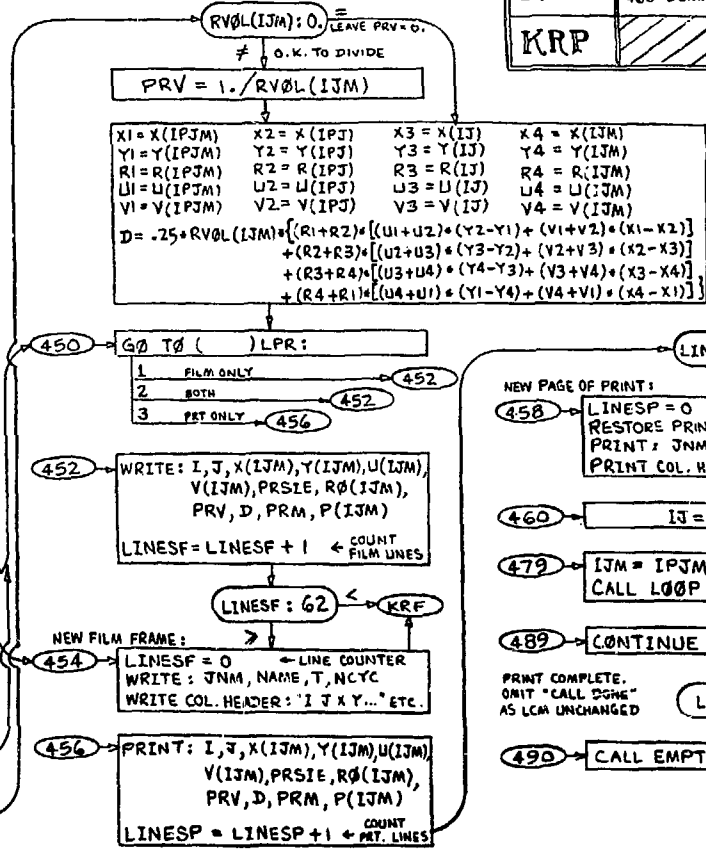 RVØL(IJM): 0.
=
LEAVE PRV = 0.
≠ O.K. TO DIVIDE
PRV = 1./RVØL(IJM)
X1 = X(IPJM) X2 = X(IPJ) X3 = X(IJ) X4 = X(IJM)
Y1 = Y(IPJM) Y2 = Y(IPJ) Y3 = Y(IJ) Y4 = Y(IJM)
R1 = R(IPJM) R2 = R(IPJ) R3 = R(IJ) R4 = R(IJM)
U1 = U(IPJM) U2 = U(IPJ) U3 = U(IJ) U4 = U(IJM)
V1 = V(IPJM) V2 = V(IPJ) V3 = V(IJ) V4 = V(IJM)
D = .25*RVØL(IJM)*{(R1+R2)*[(U1+U2)*(Y2-Y1)+(V1+V2)*(X1-X2)]
+(R2+R3)*[(U2+U3)*(Y3-Y2)+(V2+V3)*(X2-X3)]
+(R3+R4)*[(U3+U4)*(Y4-Y3)+(V3+V4)*(X3-X4)]
+(R4+R1)*[(U4+U1)*(Y1-Y4)+(V4+V1)*(X4-X1)]}
450 GØ TØ ( ) LPR:
1 FILM ONLY 452
2 BOTH 452
3 PRT ONLY 456
452 WRITE: I,J,X(IJM),Y(IJM),U(IJM),
V(IJM),PRSIE,RØ(IJM),
PRV,D,PRM,P(IJM)
LINESF = LINESF + 1 ← COUNT
FILM LINES
LINESF: 62 < KRF
≥
NEW FILM FRAME:
454 LINESF = 0 ← LINE COUNTER
WRITE: JNM, NAME, T, NCYC
WRITE COL. HEADER: "I J X Y..." ETC.
456 PRINT: I,J,X(IJM),Y(IJM),U(IJM),
V(IJM),PRSIE,RØ(IJM),
PRV,D,PRM,P(IJM)
LINESP = LINESP + 1 ← COUNT
PRT. LINES
KRP
LIN
NEW PAGE OF PRINT:
458 LINESP = 0
RESTORE PRIN
PRINT: JNM
PRINT COL. H
460 IJ =
479 IJM = IPJM
CALL LØØP
489 CØNTINUE
PRINT COMPLETE.
OMIT "CALL DONE"
AS LCM UNCHANGED
L
490 CALL EMPT